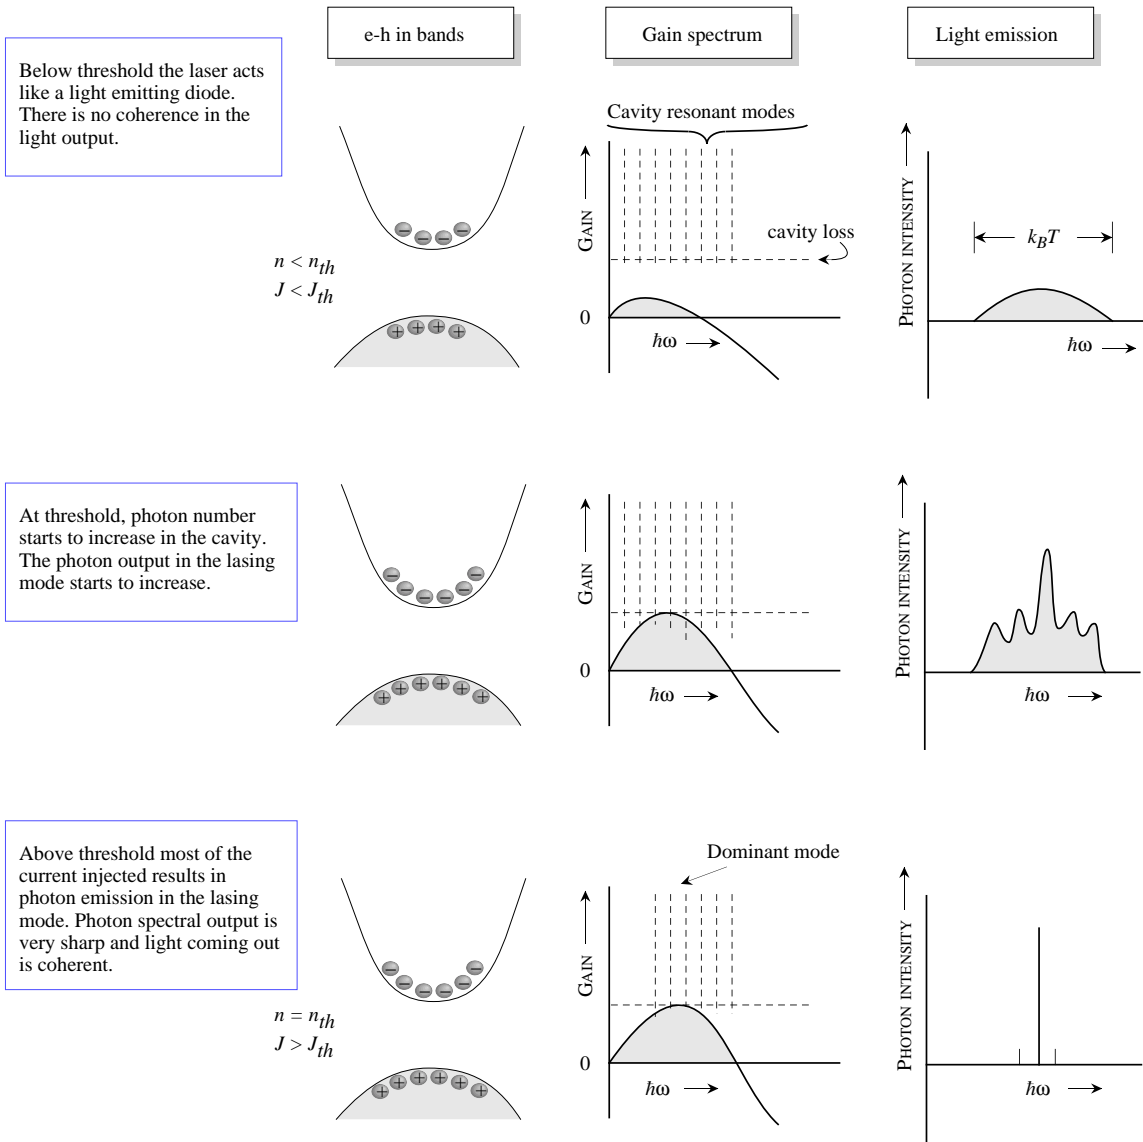 e-h in bands
Gain spectrum
Light emission
Below threshold the laser acts
like a light emitting diode.
There is no coherence in the
light output.
n < nth
J < Jth
Cavity resonant modes
GAIN
cavity loss
0
ħω
PHOTON INTENSITY
kBT
ħω
At threshold, photon number
starts to increase in the cavity.
The photon output in the lasing
mode starts to increase.
GAIN
0
ħω
PHOTON INTENSITY
ħω
Above threshold most of the
current injected results in
photon emission in the lasing
mode. Photon spectral output is
very sharp and light coming out
is coherent.
n = nth
J > Jth
Dominant mode
GAIN
0
ħω
PHOTON INTENSITY
ħω